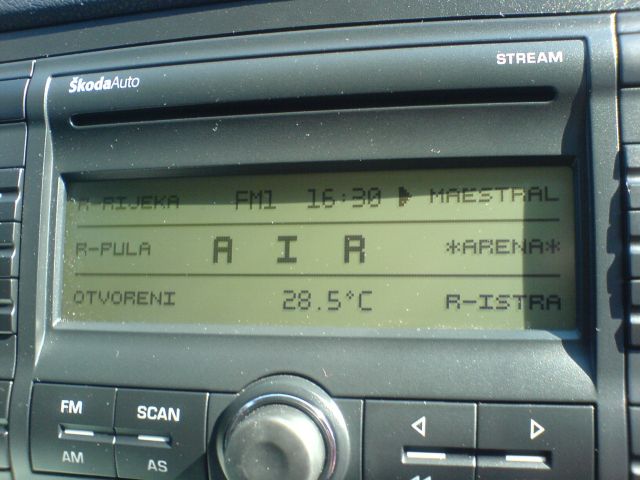 ŠkodaAuto
STREAM
R-RIJEKA FM1 16:30 MAESTRAL
R-PULA A I R *ARENA*
OTVORENI 28.5°C R-ISTRA
FM SCAN
AM AS